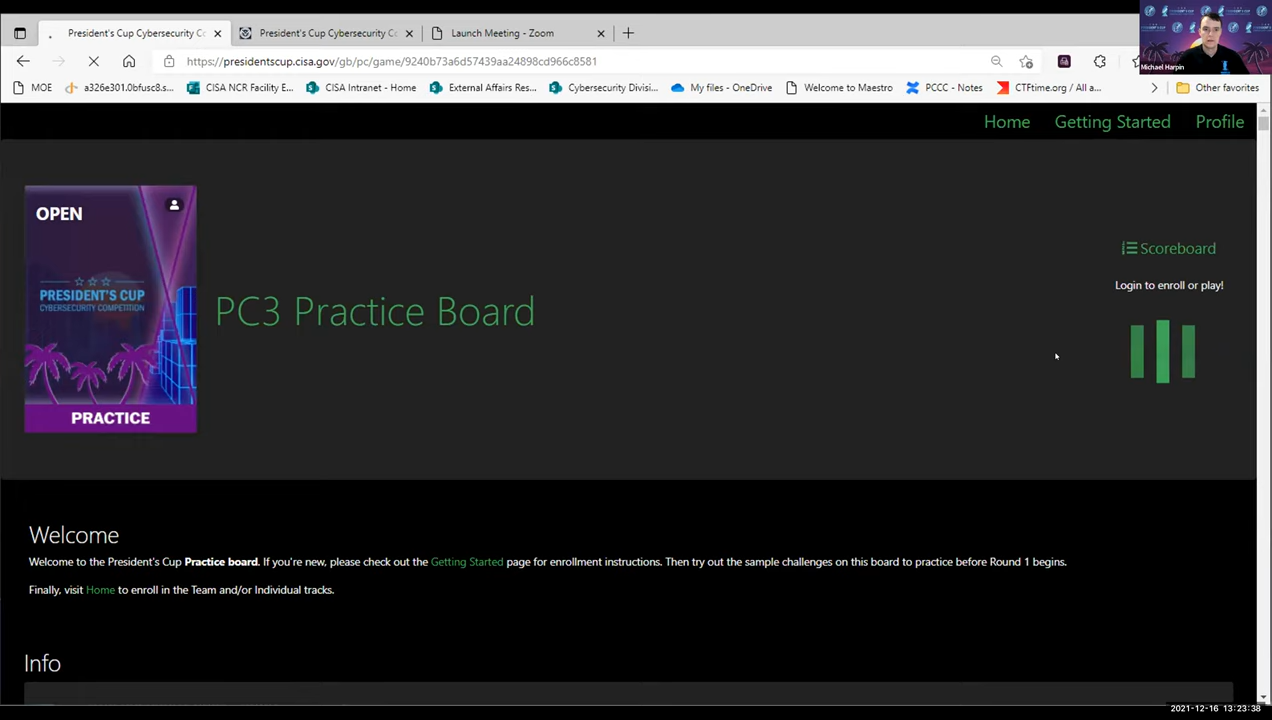 President's Cup Cybersecurity Cc
President's Cup Cybersecurity Cc
Launch Meeting - Zoom
https://presidentscup.cisa.gov/gb/pc/game/9240b73a6d57439aa24898cd966c8581
Michael Harpin
MOE
a326e301.0bfusc8.s...
CISA NCR Facility E...
CISA Intranet - Home
External Affairs Res...
Cybersecurity Divisi...
My files - OneDrive
Welcome to Maestro
PCCC - Notes
CTFtime.org / All a...
Other favorites
Home
Getting Started
Profile
OPEN
PRESIDENT'S CUP
CYBERSECURITY COMPETITION
PRACTICE
PC3 Practice Board
Scoreboard
Login to enroll or play!
Welcome
Welcome to the President's Cup Practice board. If you're new, please check out the Getting Started page for enrollment instructions. Then try out the sample challenges on this board to practice before Round 1 begins.
Finally, visit Home to enroll in the Team and/or Individual tracks.
Info
2021-12-16 13:23:38